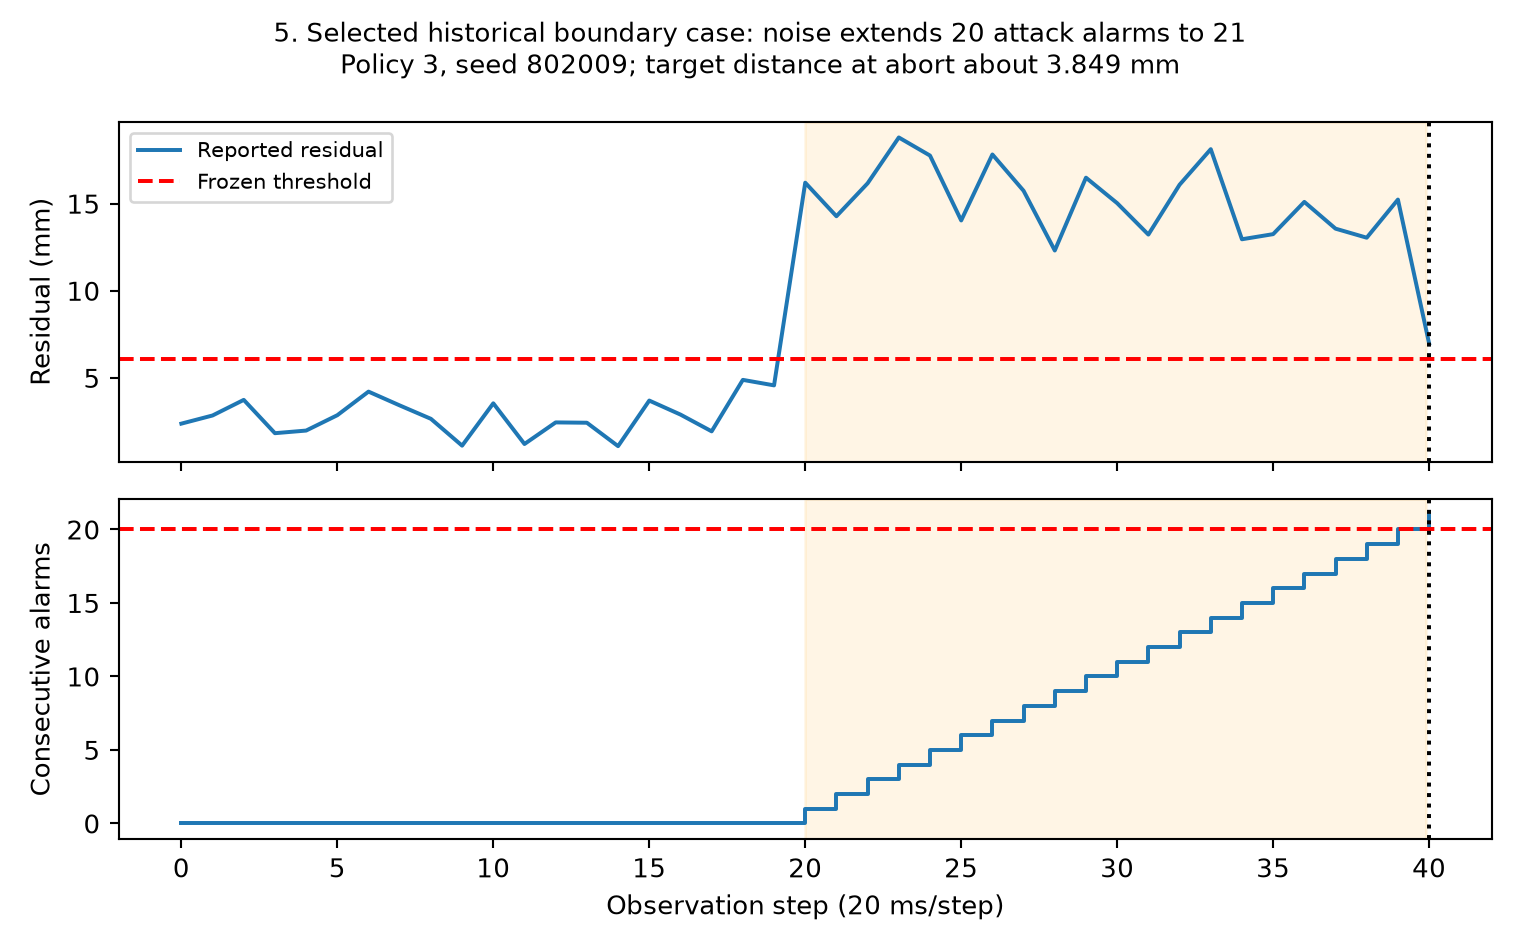 5. Selected historical boundary case: noise extends 20 attack alarms to 21
Policy 3, seed 802009; target distance at abort about 3.849 mm
Reported residual
Frozen threshold
Residual (mm)
15
10
5
Consecutive alarms
20
15
10
5
0
0 5 10 15 20 25 30 35 40
Observation step (20 ms/step)